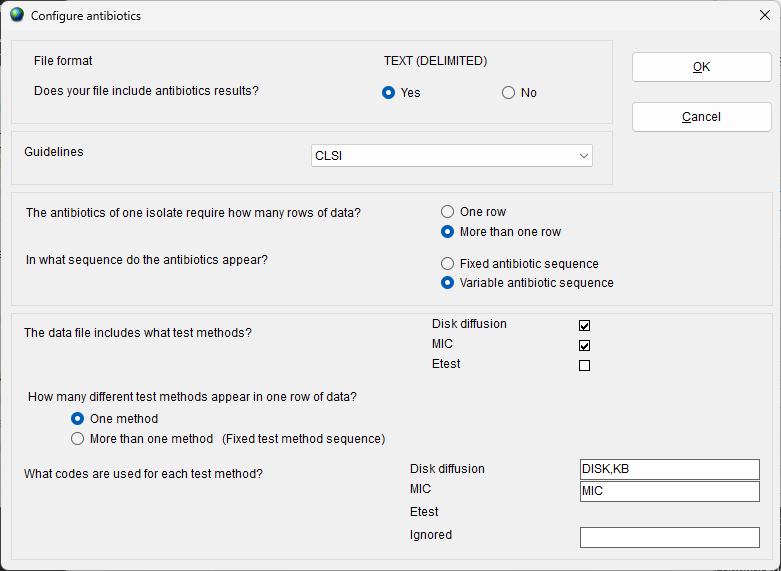 Configure antibiotics
File format TEXT (DELIMITED)
OK
Does your file include antibiotics results? Yes No
Cancel
Guidelines CLSI
The antibiotics of one isolate require how many rows of data? One row
More than one row
In what sequence do the antibiotics appear? Fixed antibiotic sequence
Variable antibiotic sequence
The data file includes what test methods? Disk diffusion
MIC
Etest
How many different test methods appear in one row of data?
One method
More than one method (Fixed test method sequence)
What codes are used for each test method? Disk diffusion DISK,KB
MIC MIC
Etest
Ignored